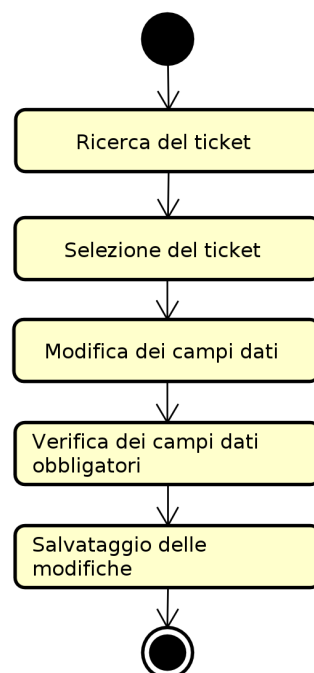 Ricerca del ticket
Selezione del ticket
Modifica dei campi dati
Verifica dei campi dati
obbligatori
Salvataggio delle
modifiche